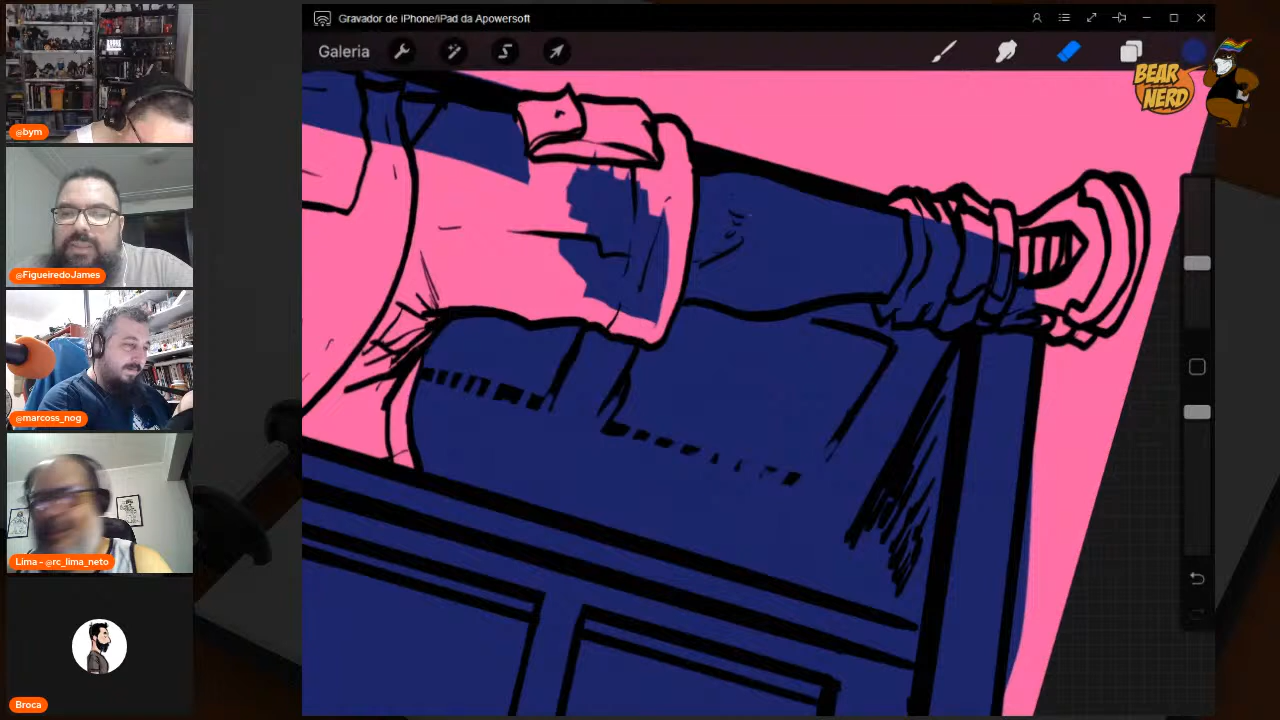 Gravador de iPhone/iPad da Apowersoft
Galeria
BEAR
NERD
@bym
@FigueiredoJames
@marcoss_nog
Lima - @rc_lima_neto
Broca